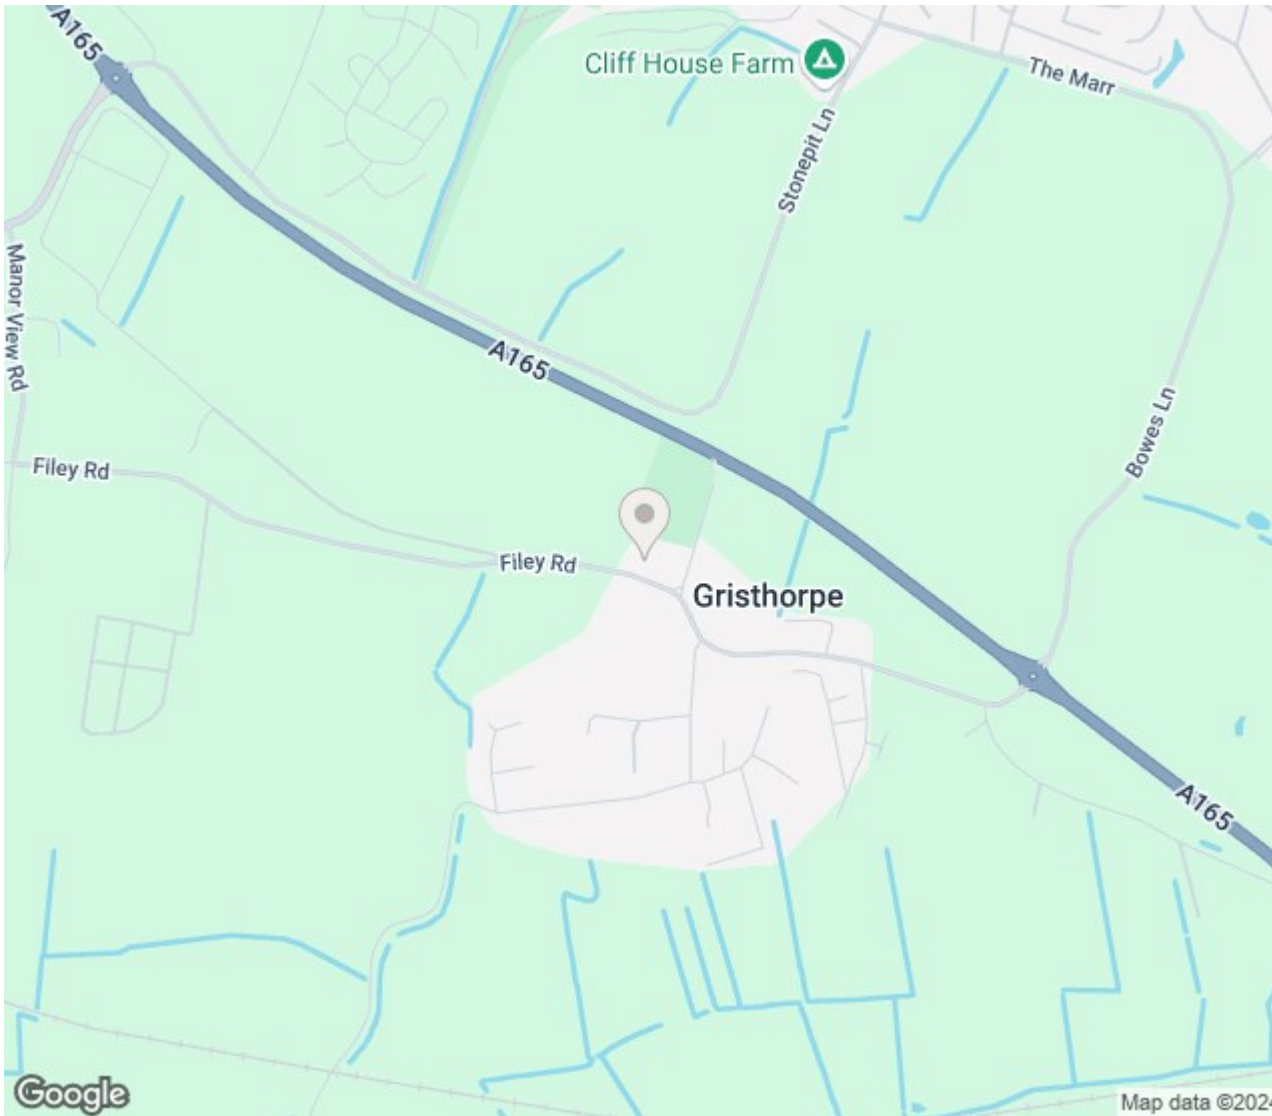 A165
Cliff House Farm
The Marr
Stonepit Ln
Manor View Rd
A165
Bowes Ln
Filey Rd
Filey Rd
Gristhorpe
A165
Google
Map data ©2024